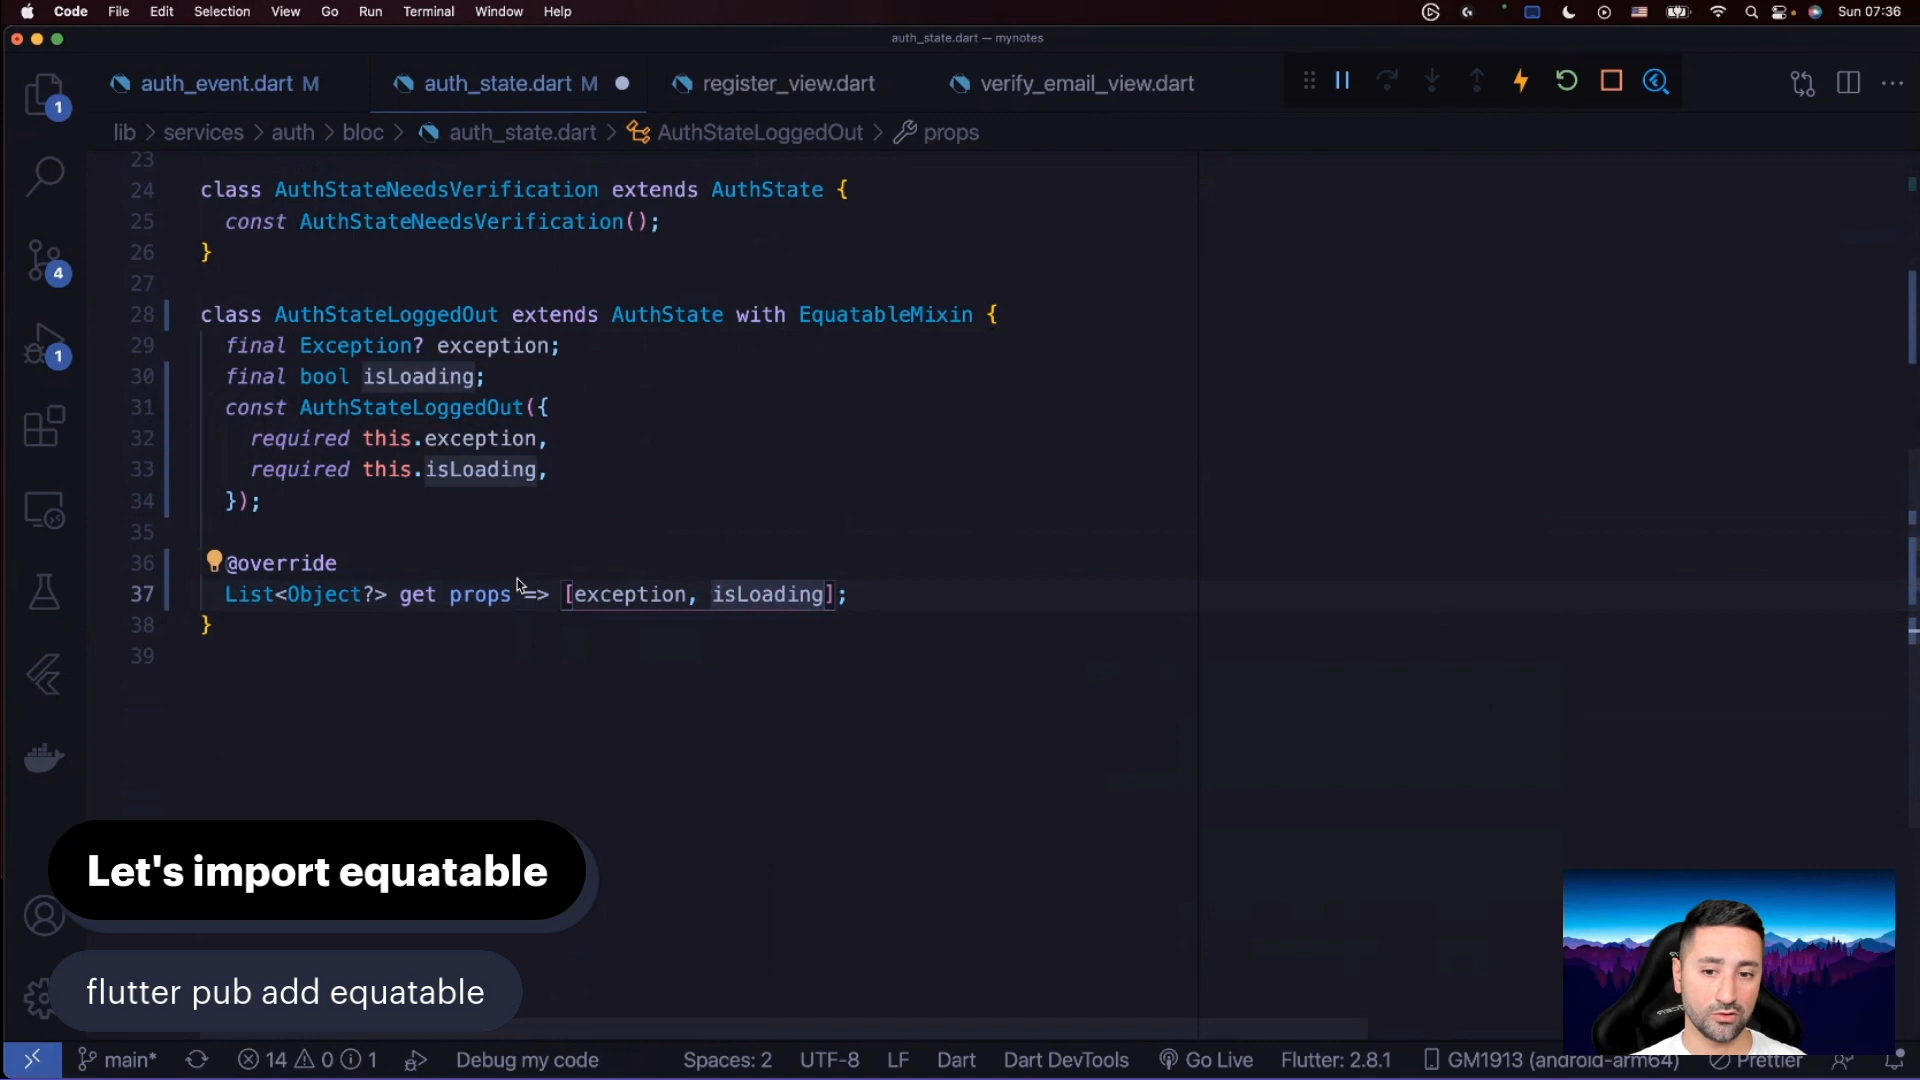 Code File Edit Selection View Go Run Terminal Window Help Sun 07:36
auth_state.dart — mynotes
auth_event.dart M auth_state.dart M register_view.dart verify_email_view.dart
lib > services > auth > bloc > auth_state.dart > AuthStateLoggedOut > props
23
24 class AuthStateNeedsVerification extends AuthState {
25 const AuthStateNeedsVerification();
26 }
27
28 class AuthStateLoggedOut extends AuthState with EquatableMixin {
29 final Exception? exception;
30 final bool isLoading;
31 const AuthStateLoggedOut({
32 required this.exception,
33 required this.isLoading,
34 });
35
36 @override
37 List<Object?> get props => [exception, isLoading];
38 }
39
1
4
1
Let's import equatable
flutter pub add equatable
main* 14 0 1 Debug my code Spaces: 2 UTF-8 LF Dart Dart DevTools Go Live Flutter: 2.8.1 GM1913 (android-arm64) Prettier